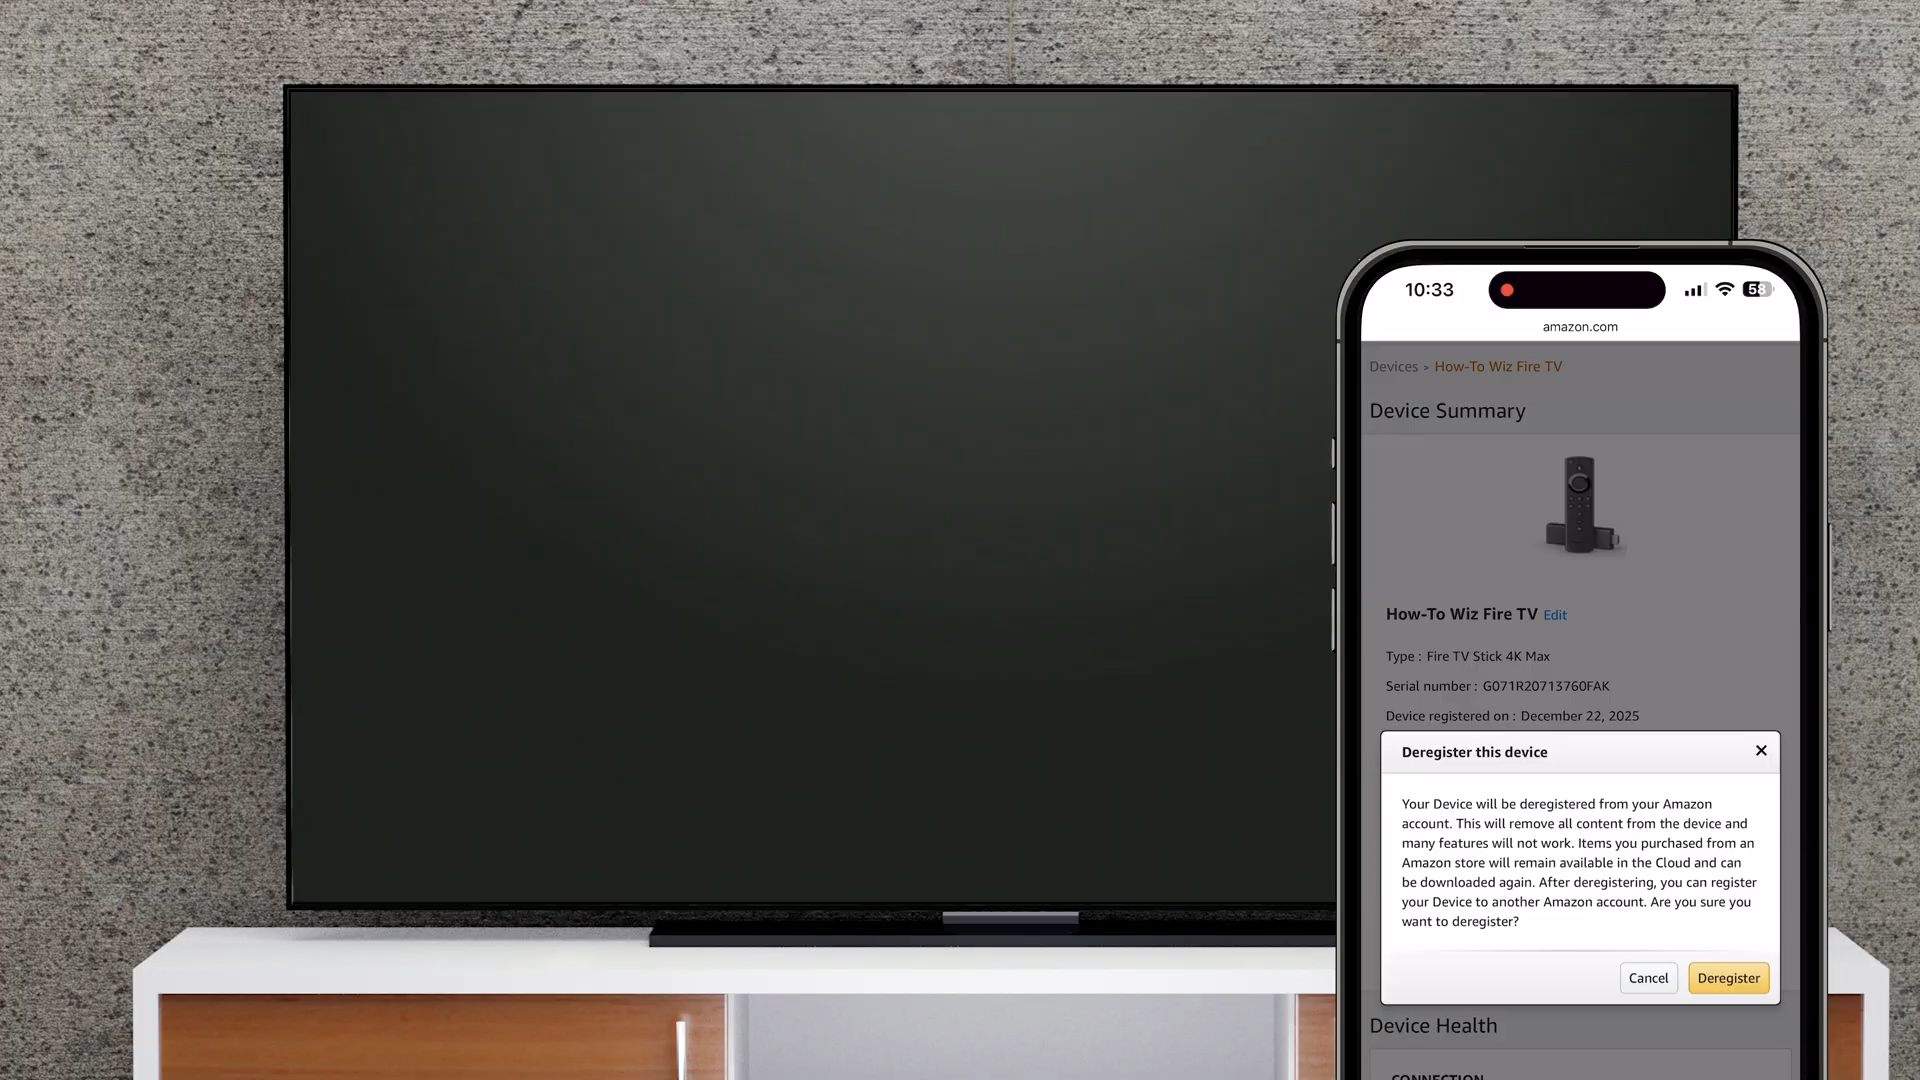 10:33
58
amazon.com
Devices > How-To Wiz Fire TV
Device Summary
How-To Wiz Fire TV Edit
Type : Fire TV Stick 4K Max
Serial number : G071R20713760FAK
Device registered on : December 22, 2025
Deregister this device
Your Device will be deregistered from your Amazon
account. This will remove all content from the device and
many features will not work. Items you purchased from an
Amazon store will remain available in the Cloud and can
be downloaded again. After deregistering, you can register
your Device to another Amazon account. Are you sure you
want to deregister?
Cancel Deregister
Device Health
CONNECTION